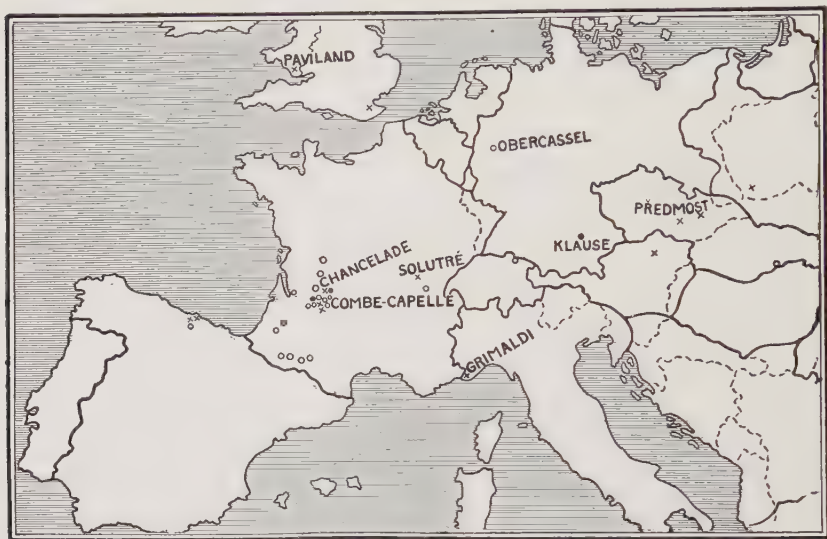 PAVILAND
OBERCASSEL
PŘEDMOST
KLAUSE
CHANCELADE
SOLUTRÉ
COMBE-CAPELLE
GRIMALDI